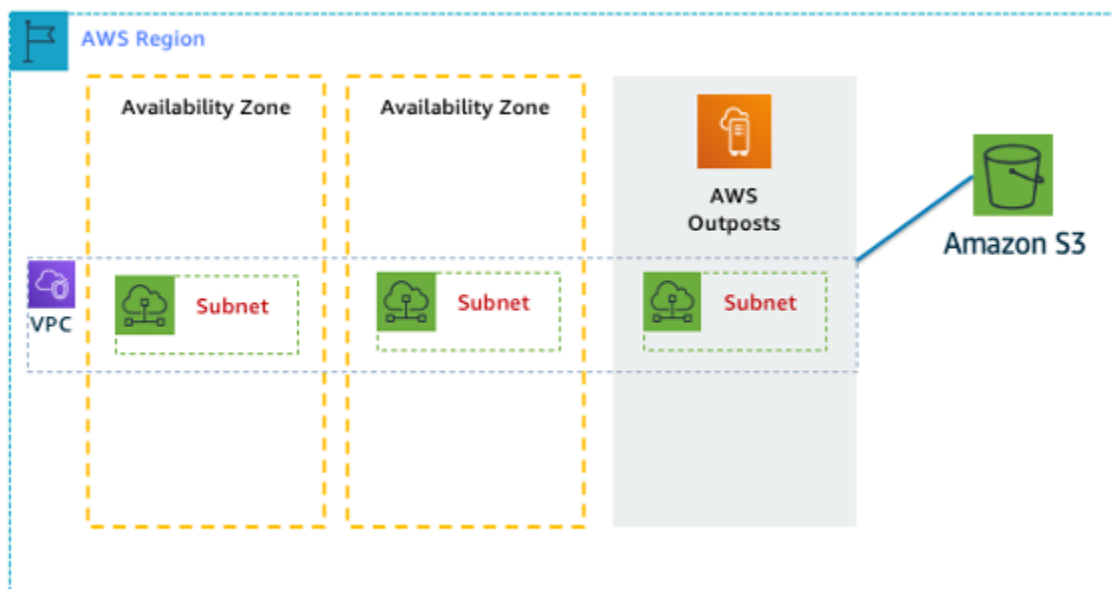 AWS Region
Availability Zone
Availability Zone
AWS
Outposts
Amazon S3
VPC
Subnet
Subnet
Subnet